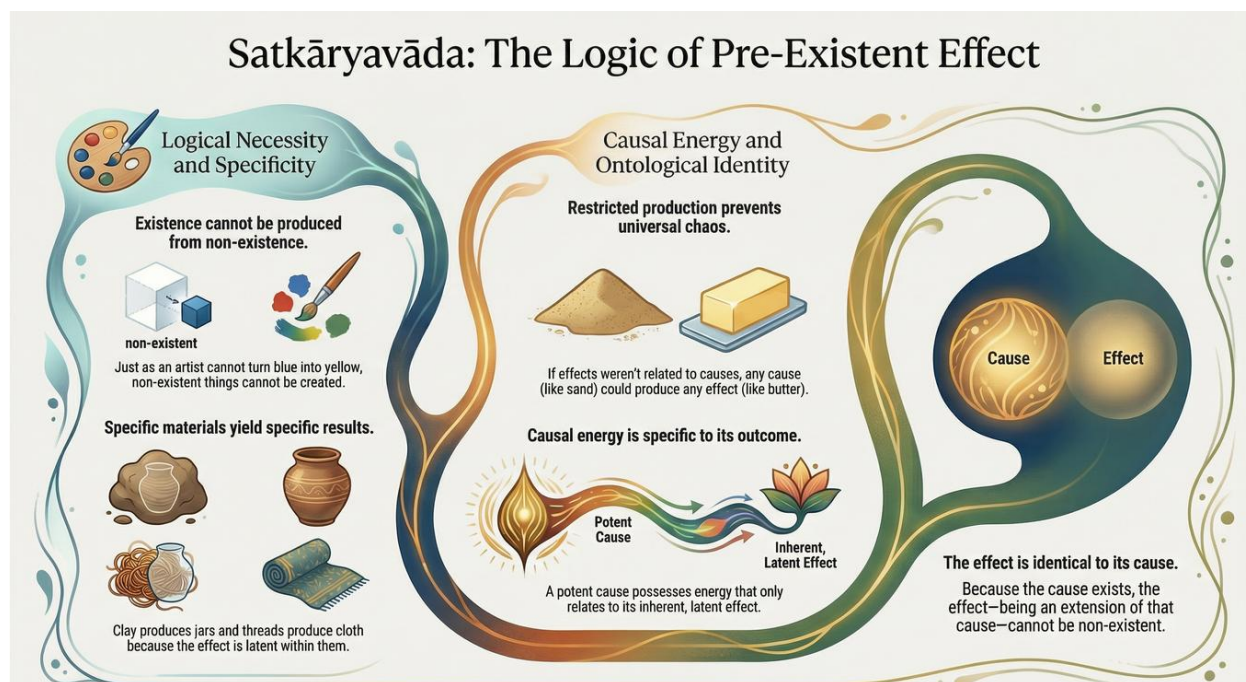 Satkāryavāda: The Logic of Pre-Existent Effect
Logical Necessity
and Specificity
Existence cannot be produced
from non-existence.
non-existent
Just as an artist cannot turn blue into yellow,
non-existent things cannot be created.
Specific materials yield specific results.
Clay produces jars and threads produce cloth
because the effect is latent within them.
Causal Energy and
Ontological Identity
Restricted production prevents
universal chaos.
If effects weren't related to causes, any cause
(like sand) could produce any effect (like butter).
Causal energy is specific to its outcome.
Potent
Cause
Inherent,
Latent Effect
A potent cause possesses energy that only
relates to its inherent, latent effect.
Cause
Effect
The effect is identical to its cause.
Because the cause exists, the
effect—being an extension of that
cause—cannot be non-existent.